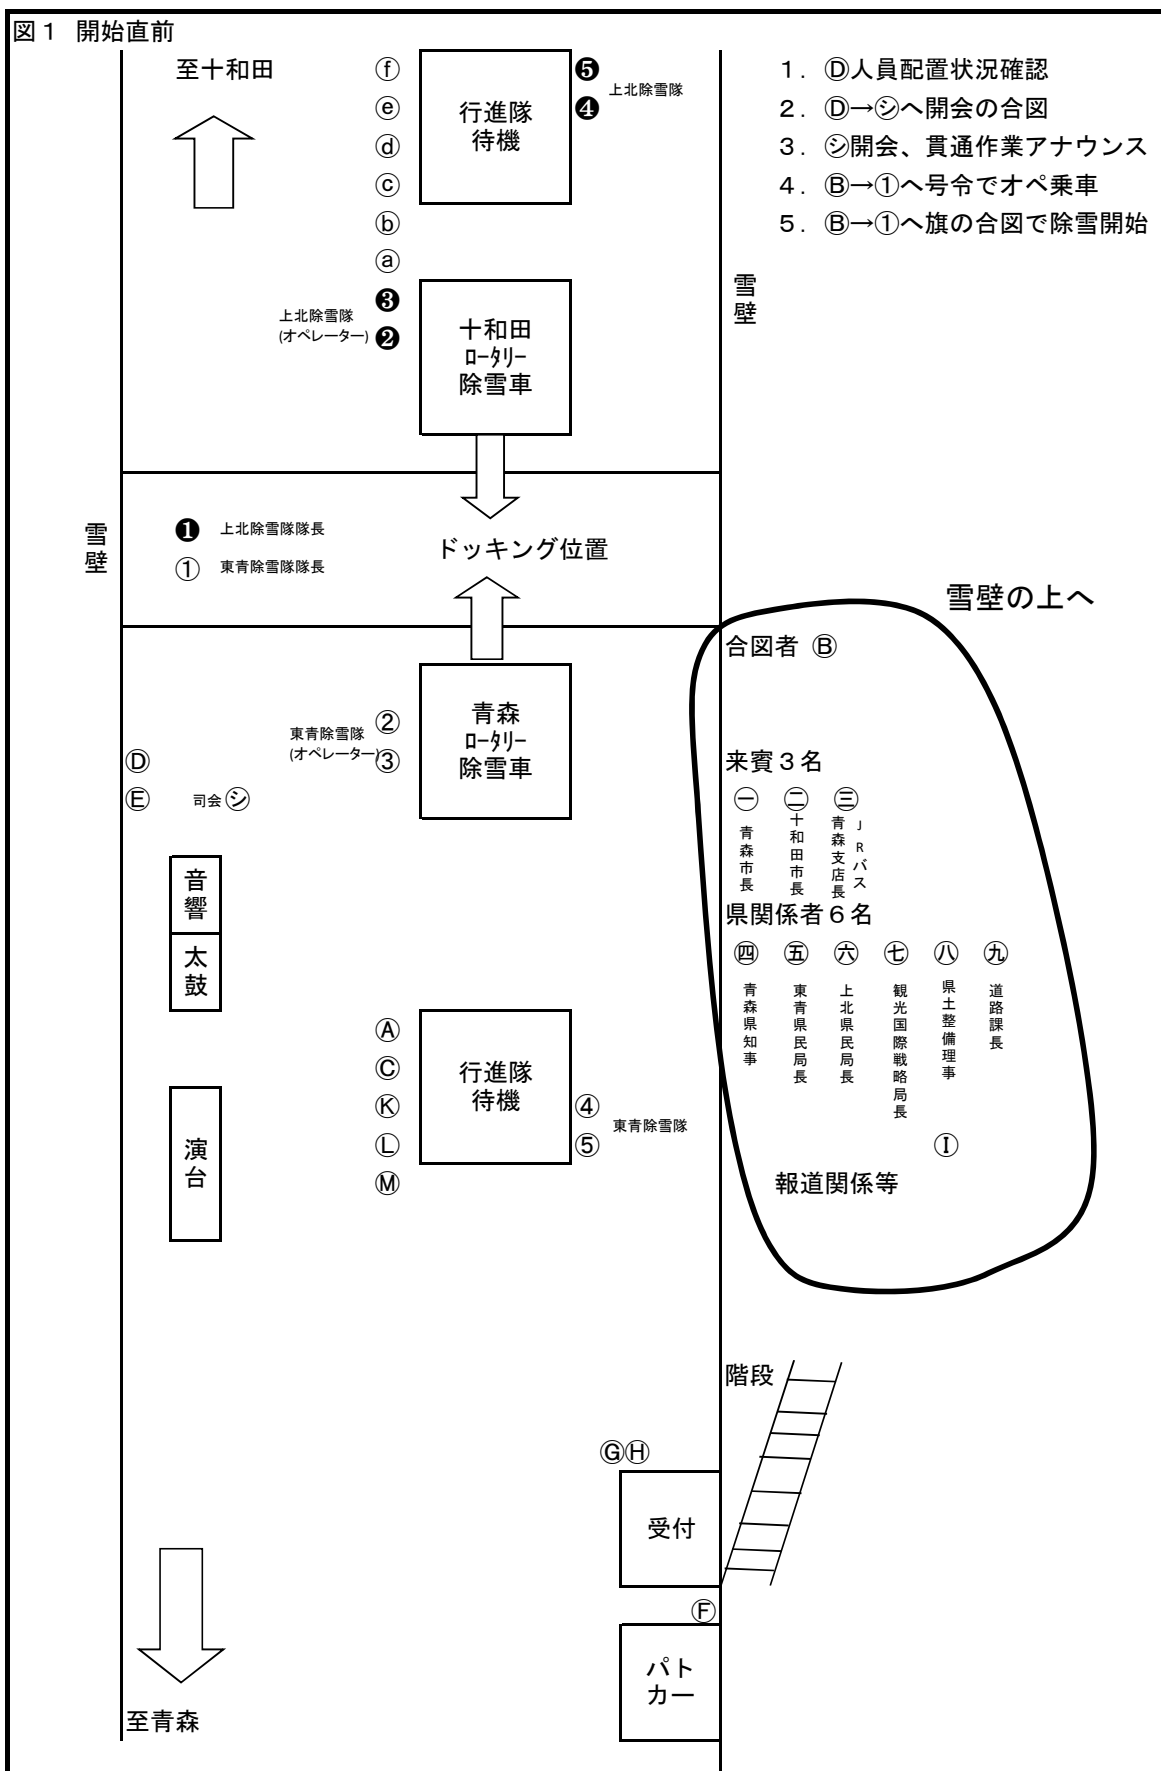 図１ 開始直前
至十和田
ⓕ
ⓔ
ⓓ
ⓒ
ⓑ
ⓐ
❸
❷
上北除雪隊
(オペレーター)
行進隊
待機
❺
❹
上北除雪隊
１．Ⓓ人員配置状況確認
２．Ⓓ→㋛へ開会の合図
３．㋛開会、貫通作業アナウンス
４．Ⓑ→①へ号令でオペ乗車
５．Ⓑ→①へ旗の合図で除雪開始
雪壁
十和田
ﾛｰﾀﾘｰ
除雪車
雪壁
❶ 上北除雪隊隊長
① 東青除雪隊隊長
ドッキング位置
雪壁の上へ
合図者 Ⓑ
青森
ﾛｰﾀﾘｰ
除雪車
東青除雪隊
(オペレーター)
②
③
Ⓓ
Ⓔ
司会㋛
来賓３名
㊀ ㊁ ㊂
青森市長
十和田市長
ＪＲバス
青森支店長
県関係者６名
㊃ ㊄ ㊅ ㊆ ㊇ ㊈
青森県知事
東青県民局長
上北県民局長
観光国際戦略局長
県土整備理事
道路課長
Ⓘ
報道関係等
音響
太鼓
演台
Ⓐ
Ⓒ
Ⓚ
Ⓛ
Ⓜ
行進隊
待機
④
⑤
東青除雪隊
階段
ⒼⒽ
受付
Ⓕ
パト
カー
至青森